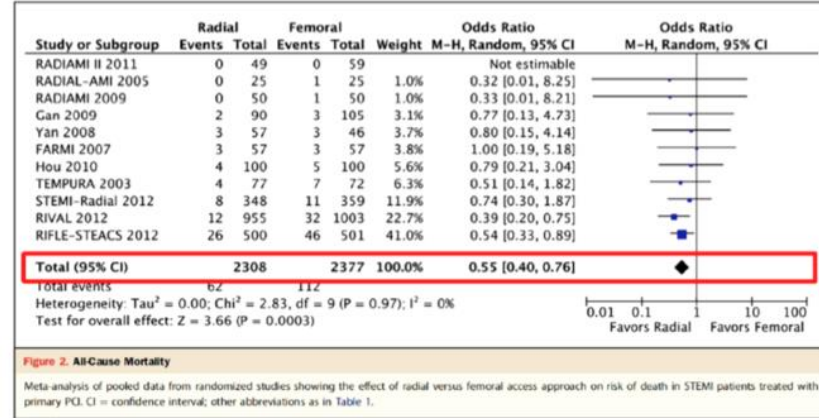 Radial Femoral Odds Ratio Odds Ratio
Study or Subgroup Events Total Events Total Weight M-H, Random, 95% CI M-H, Random, 95% CI
RADIAMI II 2011 0 49 0 59 Not estimable
RADIAL-AMI 2005 0 25 1 25 1.0% 0.32 [0.01, 8.25]
RADIAMI 2009 0 50 1 50 1.0% 0.33 [0.01, 8.21]
Gan 2009 2 90 3 105 3.1% 0.77 [0.13, 4.73]
Yan 2008 3 57 3 46 3.7% 0.80 [0.15, 4.14]
FARMI 2007 3 57 3 57 3.8% 1.00 [0.19, 5.18]
Hou 2010 4 100 5 100 5.6% 0.79 [0.21, 3.04]
TEMPURA 2003 4 77 7 72 6.3% 0.51 [0.14, 1.82]
STEMI-Radial 2012 8 348 11 359 11.9% 0.74 [0.30, 1.87]
RIVAL 2012 12 955 32 1003 22.7% 0.39 [0.20, 0.75]
RIFLE-STEACS 2012 26 500 46 501 41.0% 0.54 [0.33, 0.89]
Total (95% CI) 2308 2377 100.0% 0.55 [0.40, 0.76]
Total events 62 112
Heterogeneity: Tau² = 0.00; Chi² = 2.83, df = 9 (P = 0.97); I² = 0%
Test for overall effect: Z = 3.66 (P = 0.0003)
0.01 0.1 1 10 100
Favors Radial Favors Femoral
Figure 2. All-Cause Mortality
Meta-analysis of pooled data from randomized studies showing the effect of radial versus femoral access approach on risk of death in STEMI patients treated with
primary PCI. CI = confidence interval; other abbreviations as in Table 1.